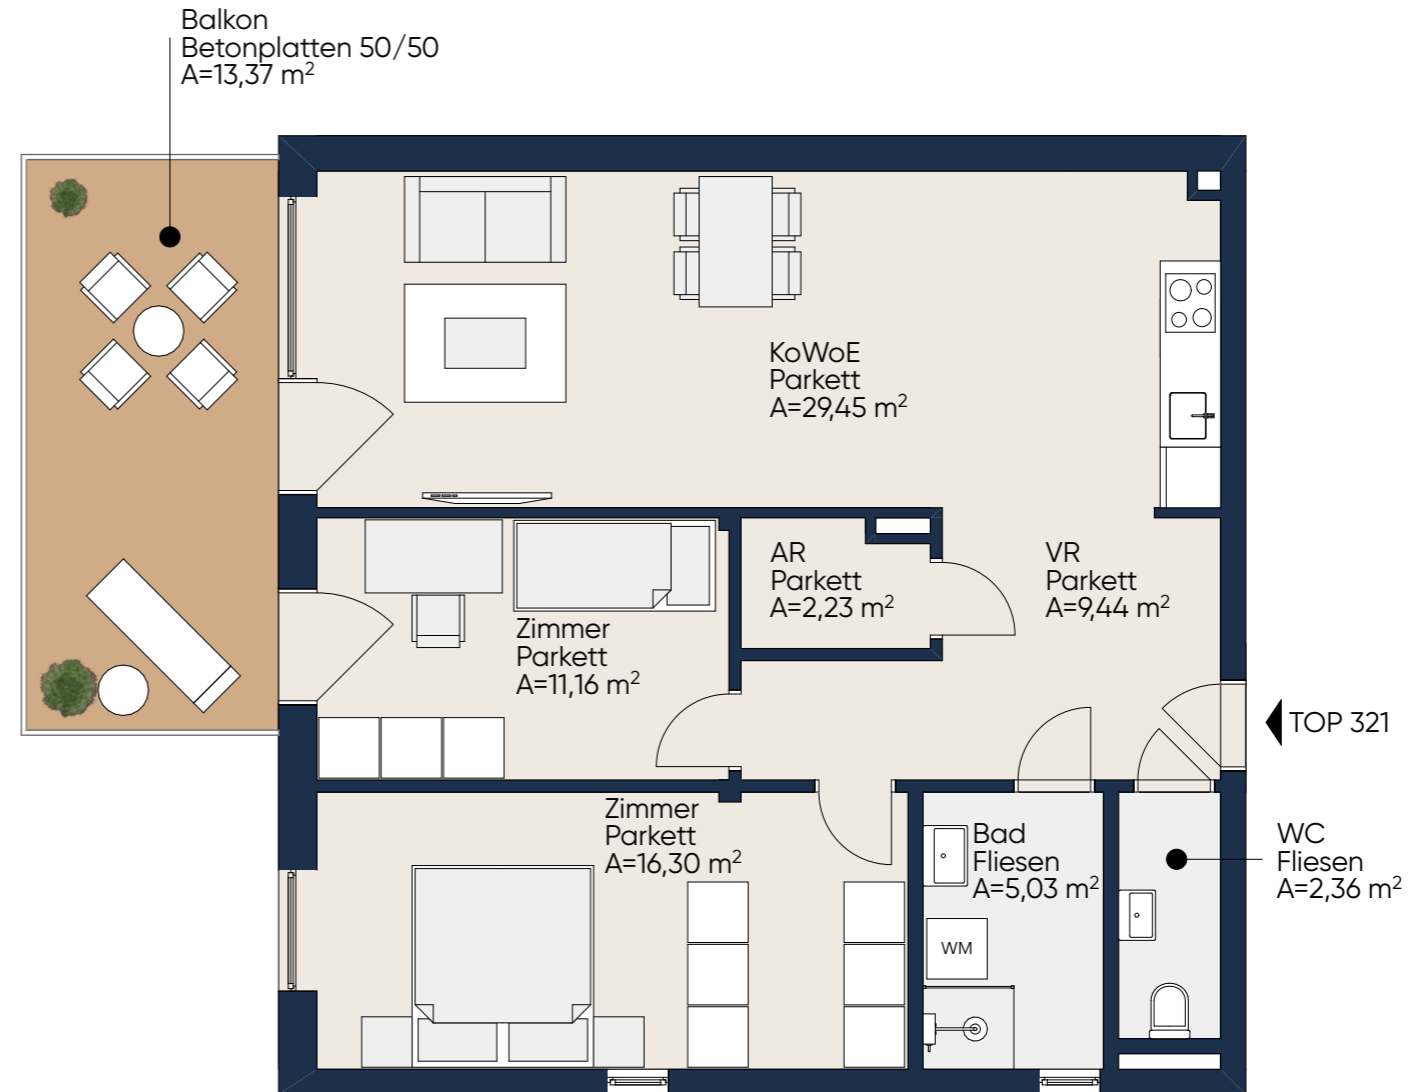 Balkon
Betonplatten 50/50
A=13,37 m²
KoWoE
Parkett
A=29,45 m²
AR
Parkett
A=2,23 m²
VR
Parkett
A=9,44 m²
Zimmer
Parkett
A=11,16 m²
TOP 321
Zimmer
Parkett
A=16,30 m²
Bad
Fliesen
A=5,03 m²
WC
Fliesen
A=2,36 m²
WM